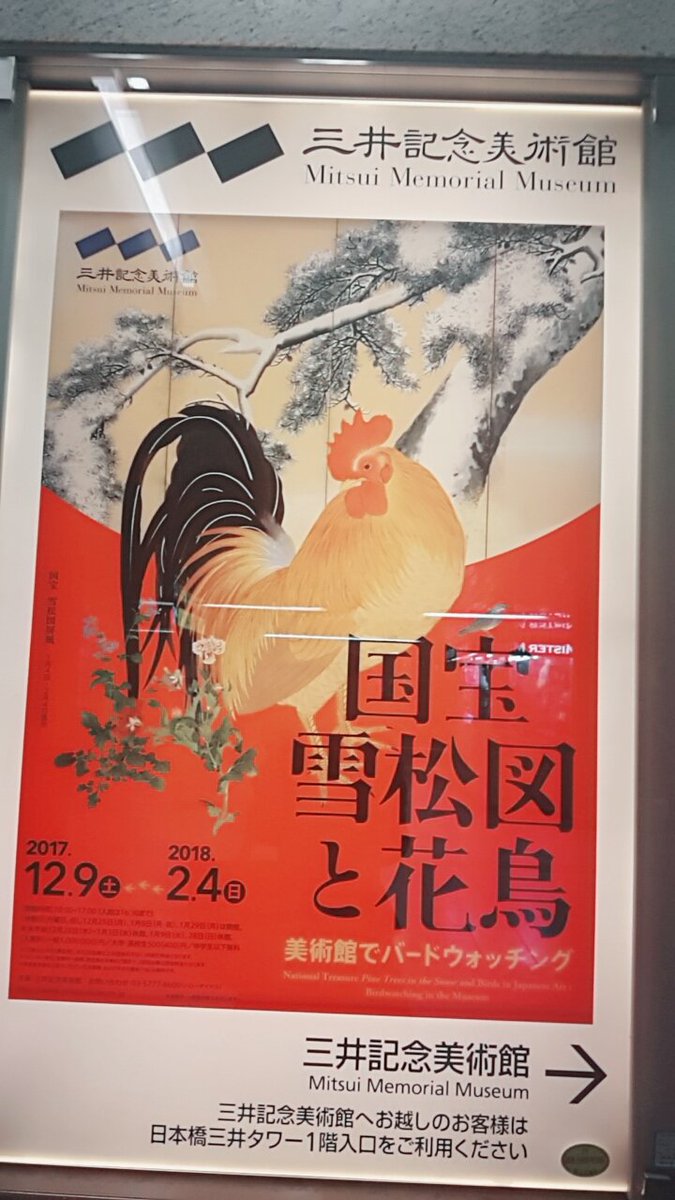 三井記念美術館
Mitsui Memorial Museum
三井記念美術館
Mitsui Memorial Museum
国宝
雪松図
と花鳥
2017.
12.9土
2018.
2.4日
美術館でバードウォッチング
National Treasure Pine Trees in the Snow and Birds in Japanese Art:
Birdwatching in the Museum
三井記念美術館
Mitsui Memorial Museum
三井記念美術館へお越しのお客様は
日本橋三井タワー1階入口をご利用ください